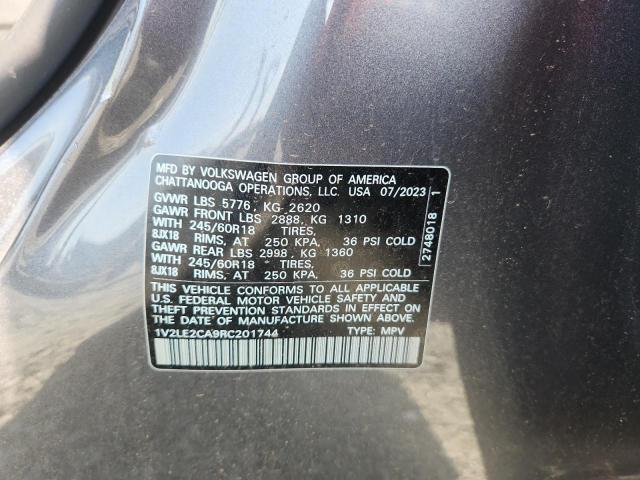 MFD BY VOLKSWAGEN GROUP OF AMERICA
CHATTANOOGA OPERATIONS, LLC. USA 07/2023
GVWR LBS 5776, KG 2620
GAWR FRONT LBS 2888, KG 1310
WITH 245/60R18 TIRES,
8JX18 RIMS, AT 250 KPA, 36 PSI COLD
GAWR REAR LBS 2998, KG 1360
WITH 245/60R18 TIRES,
8JX18 RIMS, AT 250 KPA, 36 PSI COLD
THIS VEHICLE CONFORMS TO ALL APPLICABLE
U.S. FEDERAL MOTOR VEHICLE SAFETY AND
THEFT PREVENTION STANDARDS IN EFFECT ON
THE DATE OF MANUFACTURE SHOWN ABOVE.
1V2LE2CA9RC201744 TYPE: MPV
2748018 1